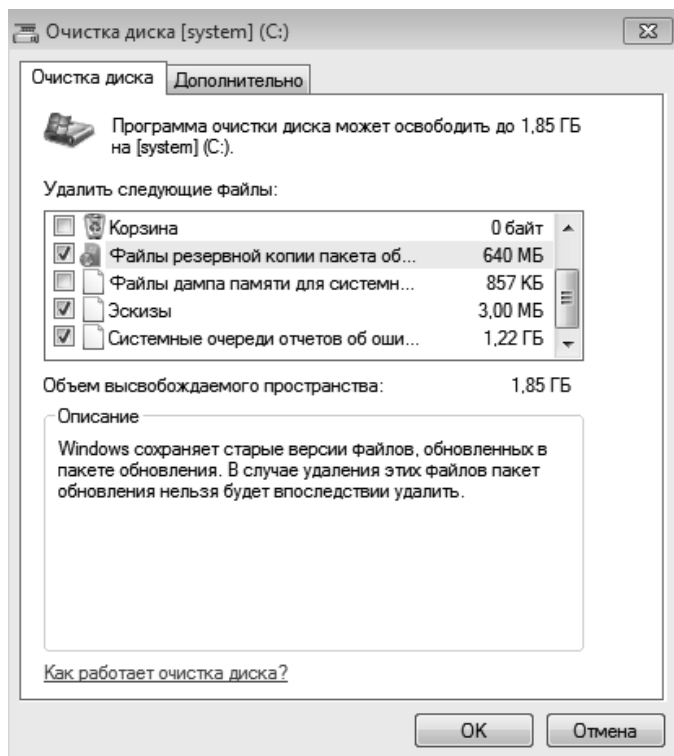 Очистка диска [system] (C:)
Очистка диска
Дополнительно
Программа очистки диска может освободить до 1,85 ГБ
на [system] (C:).
Удалить следующие файлы:
Корзина 0 байт
Файлы резервной копии пакета об... 640 МБ
Файлы дампа памяти для системн... 857 КБ
Эскизы 3,00 МБ
Системные очереди отчетов об оши... 1,22 ГБ
Объем высвобождаемого пространства: 1,85 ГБ
Описание
Windows сохраняет старые версии файлов, обновленных в
пакете обновления. В случае удаления этих файлов пакет
обновления нельзя будет впоследствии удалить.
Как работает очистка диска?
OK
Отмена